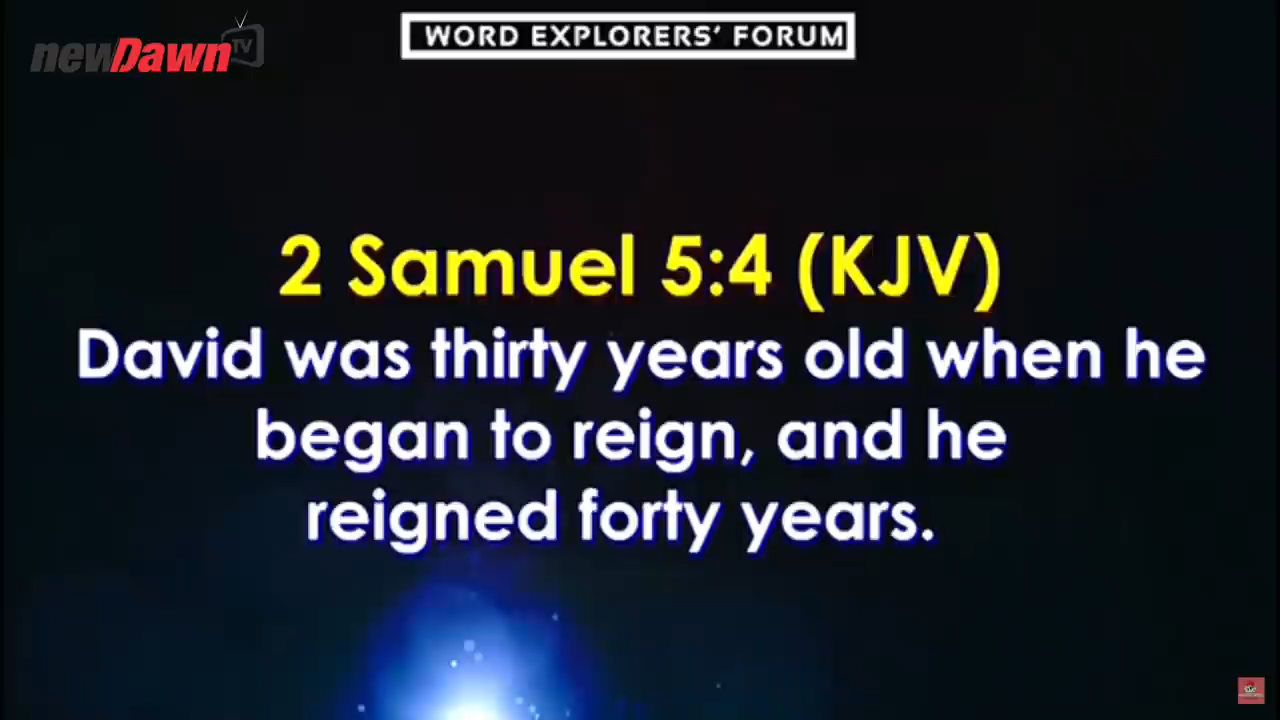 newDawn TV
WORD EXPLORERS’ FORUM
2 Samuel 5:4 (KJV)
David was thirty years old when he
began to reign, and he
reigned forty years.